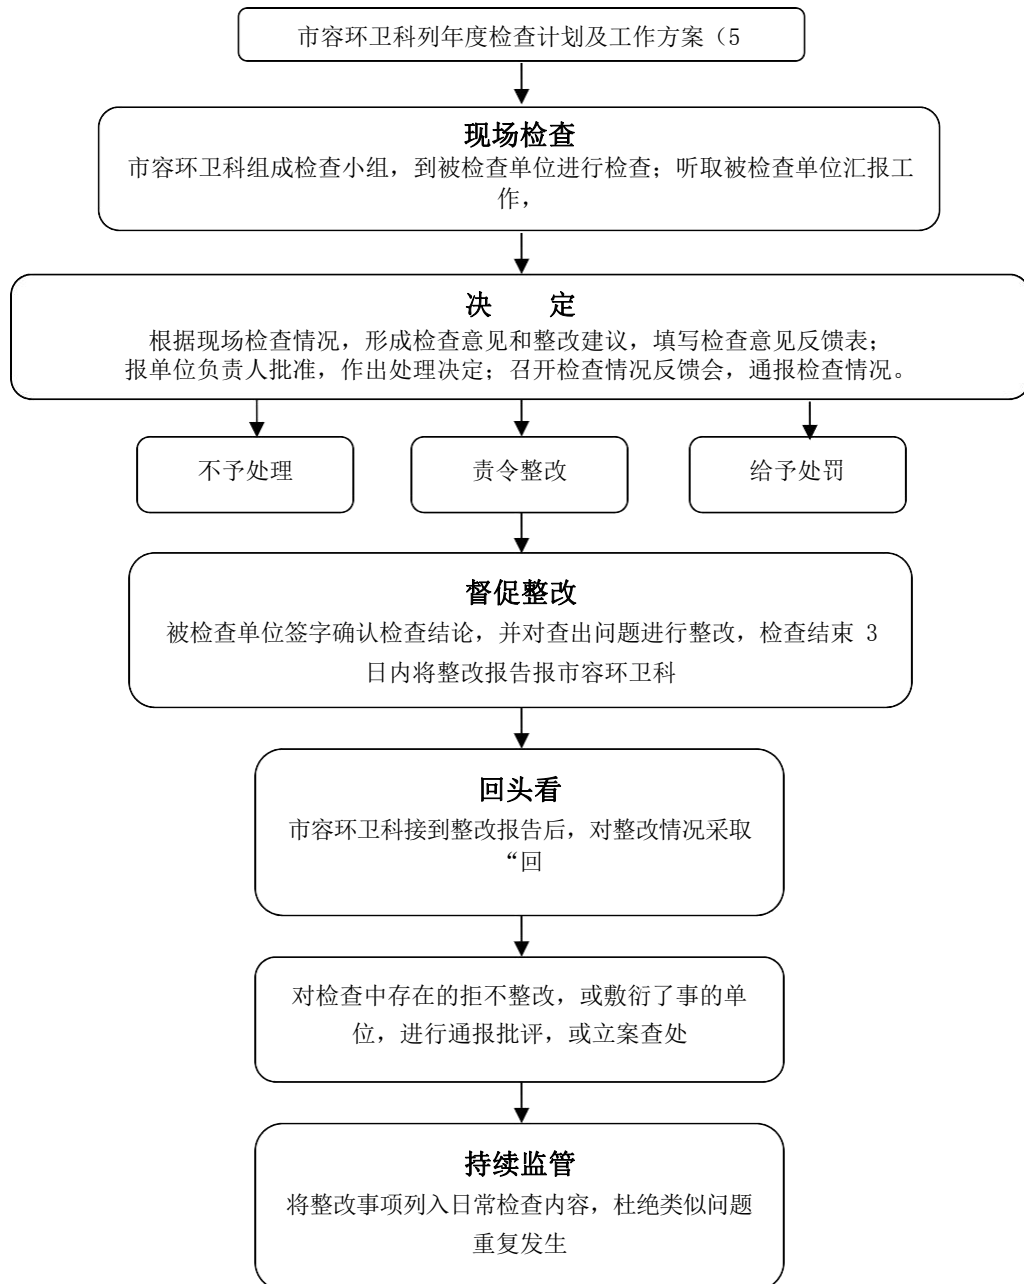 市容环卫科列年度检查计划及工作方案（5
现场检查
市容环卫科组成检查小组，到被检查单位进行检查；听取被检查单位汇报工
作，
决 定
根据现场检查情况，形成检查意见和整改建议，填写检查意见反馈表；
报单位负责人批准，作出处理决定；召开检查情况反馈会，通报检查情况。
不予处理
责令整改
给予处罚
督促整改
被检查单位签字确认检查结论，并对查出问题进行整改，检查结束 3
日内将整改报告报市容环卫科
回头看
市容环卫科接到整改报告后，对整改情况采取
“回
对检查中存在的拒不整改，或敷衍了事的单
位，进行通报批评，或立案查处
持续监管
将整改事项列入日常检查内容，杜绝类似问题
重复发生